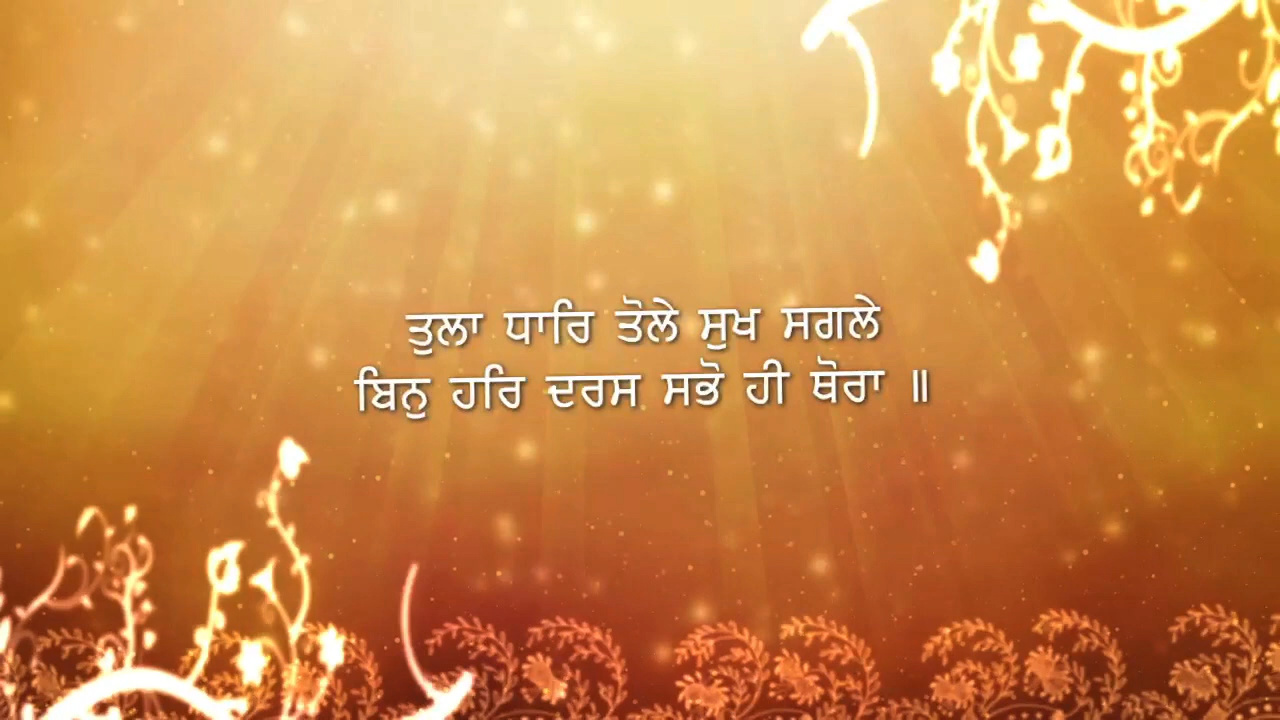 ਤੁਲਾ ਧਾਰਿ ਤੋਲੇ ਸੁਖ ਸਗਲੇ
ਬਿਨੁ ਹਰਿ ਦਰਸ ਸਭੋ ਹੀ ਥੋਰਾ ॥